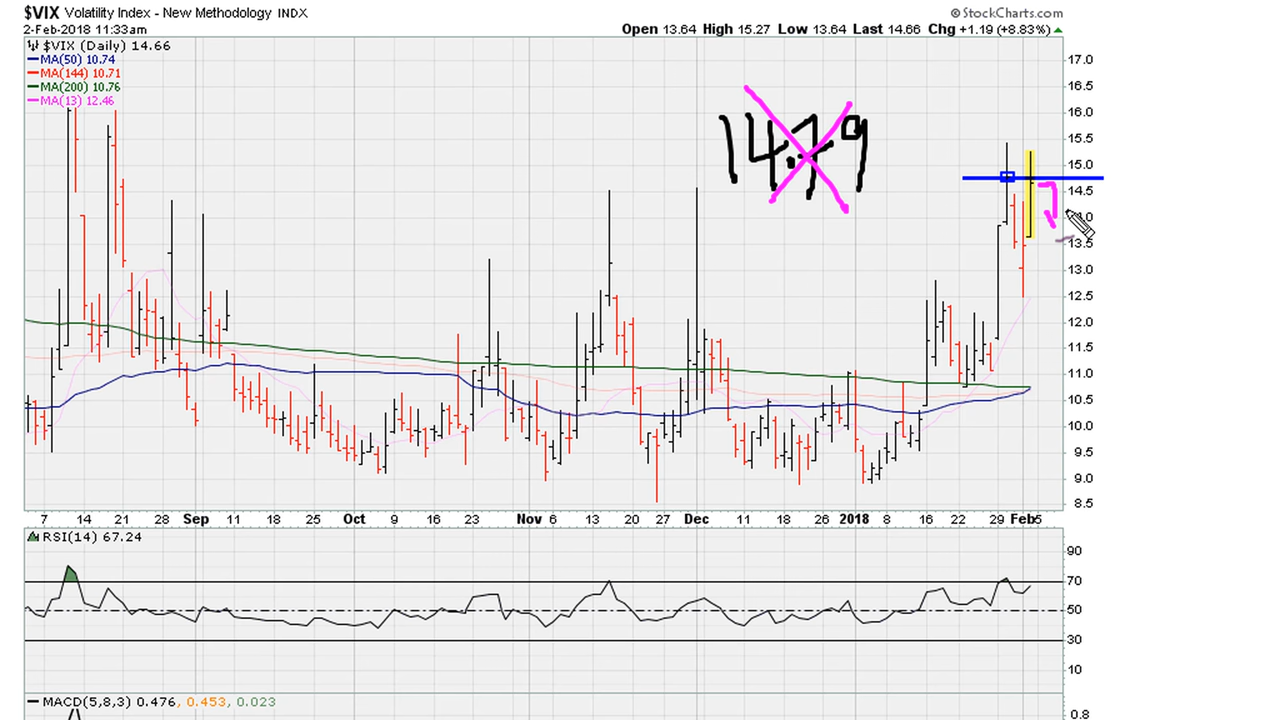 $VIX Volatility Index - New Methodology INDX
© StockCharts.com
2-Feb-2018 11:33am
Open 13.64 High 15.27 Low 13.64 Last 14.66 Chg +1.19 (+8.83%)
$VIX (Daily) 14.66
MA(50) 10.74
MA(144) 10.71
MA(200) 10.76
MA(13) 12.46
14.79
17.0
16.5
16.0
15.5
15.0
14.5
14.0
13.5
13.0
12.5
12.0
11.5
11.0
10.5
10.0
9.5
9.0
8.5
7 14 21 28 Sep 11 18 25 Oct 9 16 23 Nov 6 13 20 27 Dec 11 18 26 2018 8 16 22 29 Feb 5
RSI(14) 67.24
90
70
50
30
10
MACD(5,8,3) 0.476, 0.453, 0.023
0.8